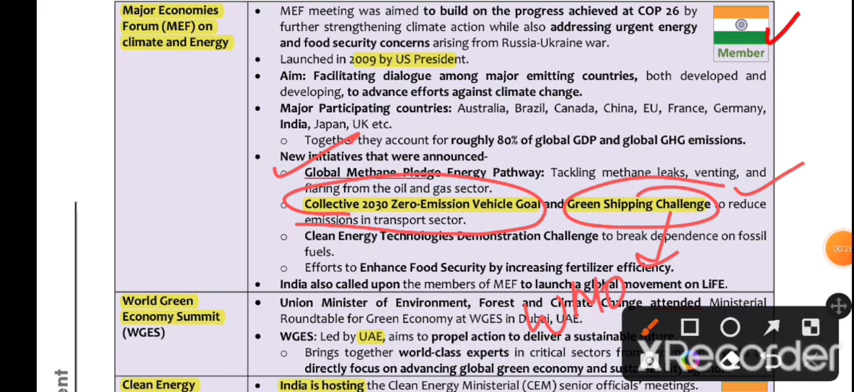 Major Economies
Forum (MEF) on
climate and Energy
• MEF meeting was aimed to build on the progress achieved at COP 26 by
further strengthening climate action while also addressing urgent energy
and food security concerns arising from Russia-Ukraine war.
• Launched in 2009 by US President.
• Aim: Facilitating dialogue among major emitting countries, both developed and
developing, to advance efforts against climate change.
• Major Participating countries: Australia, Brazil, Canada, China, EU, France, Germany,
India, Japan, UK etc.
o Together they account for roughly 80% of global GDP and global GHG emissions.
• New initiatives that were announced-
o Global Methane Pledge Energy Pathway: Tackling methane leaks, venting, and
flaring from the oil and gas sector.
o Collective 2030 Zero-Emission Vehicle Goal and Green Shipping Challenge to reduce
emissions in transport sector.
o Clean Energy Technologies Demonstration Challenge to break dependence on fossil
fuels.
o Efforts to Enhance Food Security by increasing fertilizer efficiency.
• India also called upon the members of MEF to launch a global movement on LiFE.
Member
World Green
Economy Summit
(WGES)
• Union Minister of Environment, Forest and Climate Change attended Ministerial
Roundtable for Green Economy at WGES in Dubai, UAE.
• WGES: Led by UAE, aims to propel action to deliver a sustainable future.
o Brings together world-class experts in critical sectors from
directly focus on advancing global green economy and
Clean Energy
• India is hosting the Clean Energy Ministerial (CEM) senior officials' meetings.
XRecorder